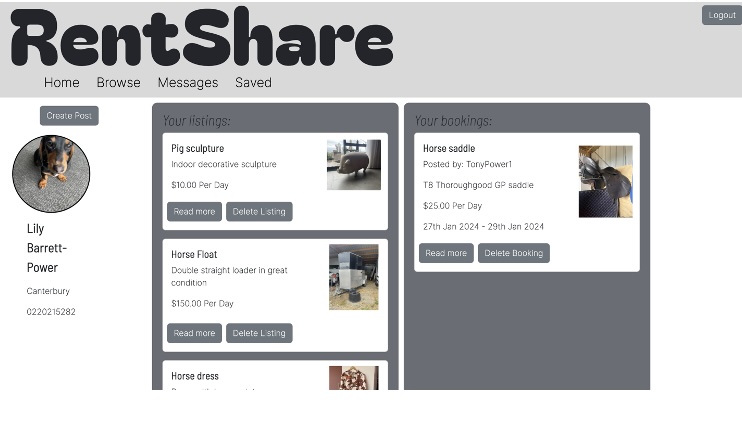 RentShare
Logout
Home Browse Messages Saved
Create Post
Lily
Barrett-
Power
Canterbury
0220215282
Your listings:
Pig sculpture
Indoor decorative sculpture
$10.00 Per Day
Read more Delete Listing
Horse Float
Double straight loader in great
condition
$150.00 Per Day
Read more Delete Listing
Horse dress
Your bookings:
Horse saddle
Posted by: TonyPower1
T8 Thoroughgood GP saddle
$25.00 Per Day
27th Jan 2024 - 29th Jan 2024
Read more Delete Booking